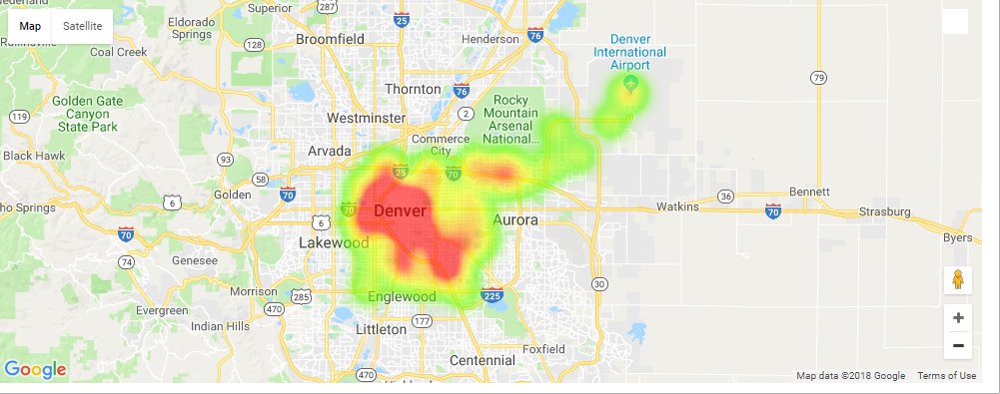 Map
Satellite
Superior
287
25
Eldorado
Springs
128
Broomfield
Henderson
76
Denver
International
Airport
Coal Creek
79
Thornton
76
Golden Gate
Canyon
State Park
Rocky
Mountain
Arsenal
National...
2
119
Westminster
Commerce
City
Black Hawk
93
Arvada
25
70
58
Golden
70
6
36
Bennett
ho Springs
70
Denver
Watkins
70
Strasburg
6
Aurora
Byers
70
Lakewood
74
Genesee
30
Morrison
285
Englewood
225
Evergreen
470
Indian Hills
177
Littleton
Centennial
Foxfield
470
Google
Map data ©2018 Google
Terms of Use